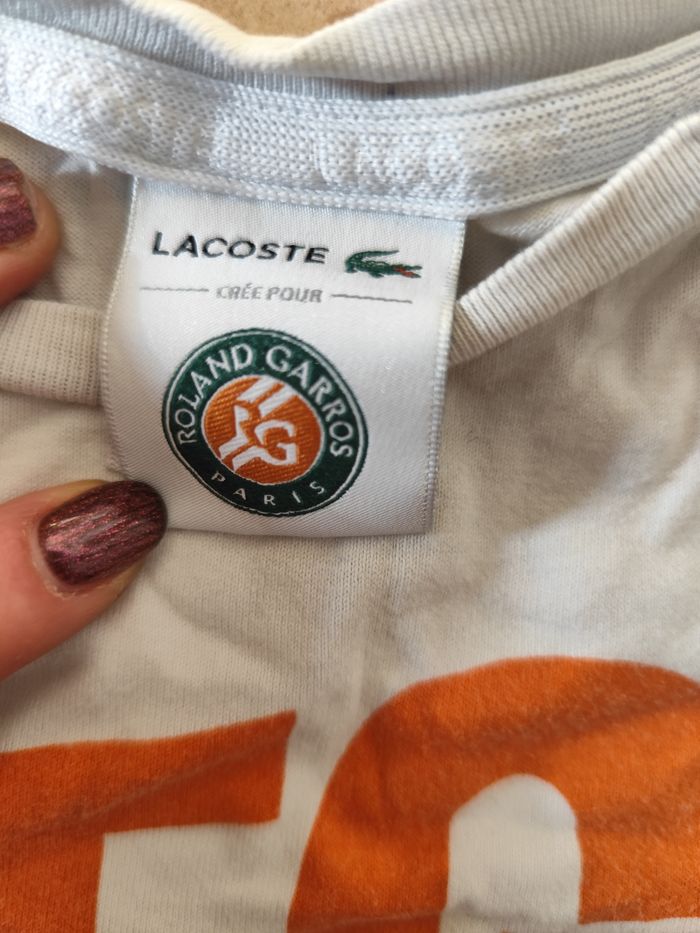 LACOSTE
CRÉE POUR
ROLAND GARROS
RG
PARIS